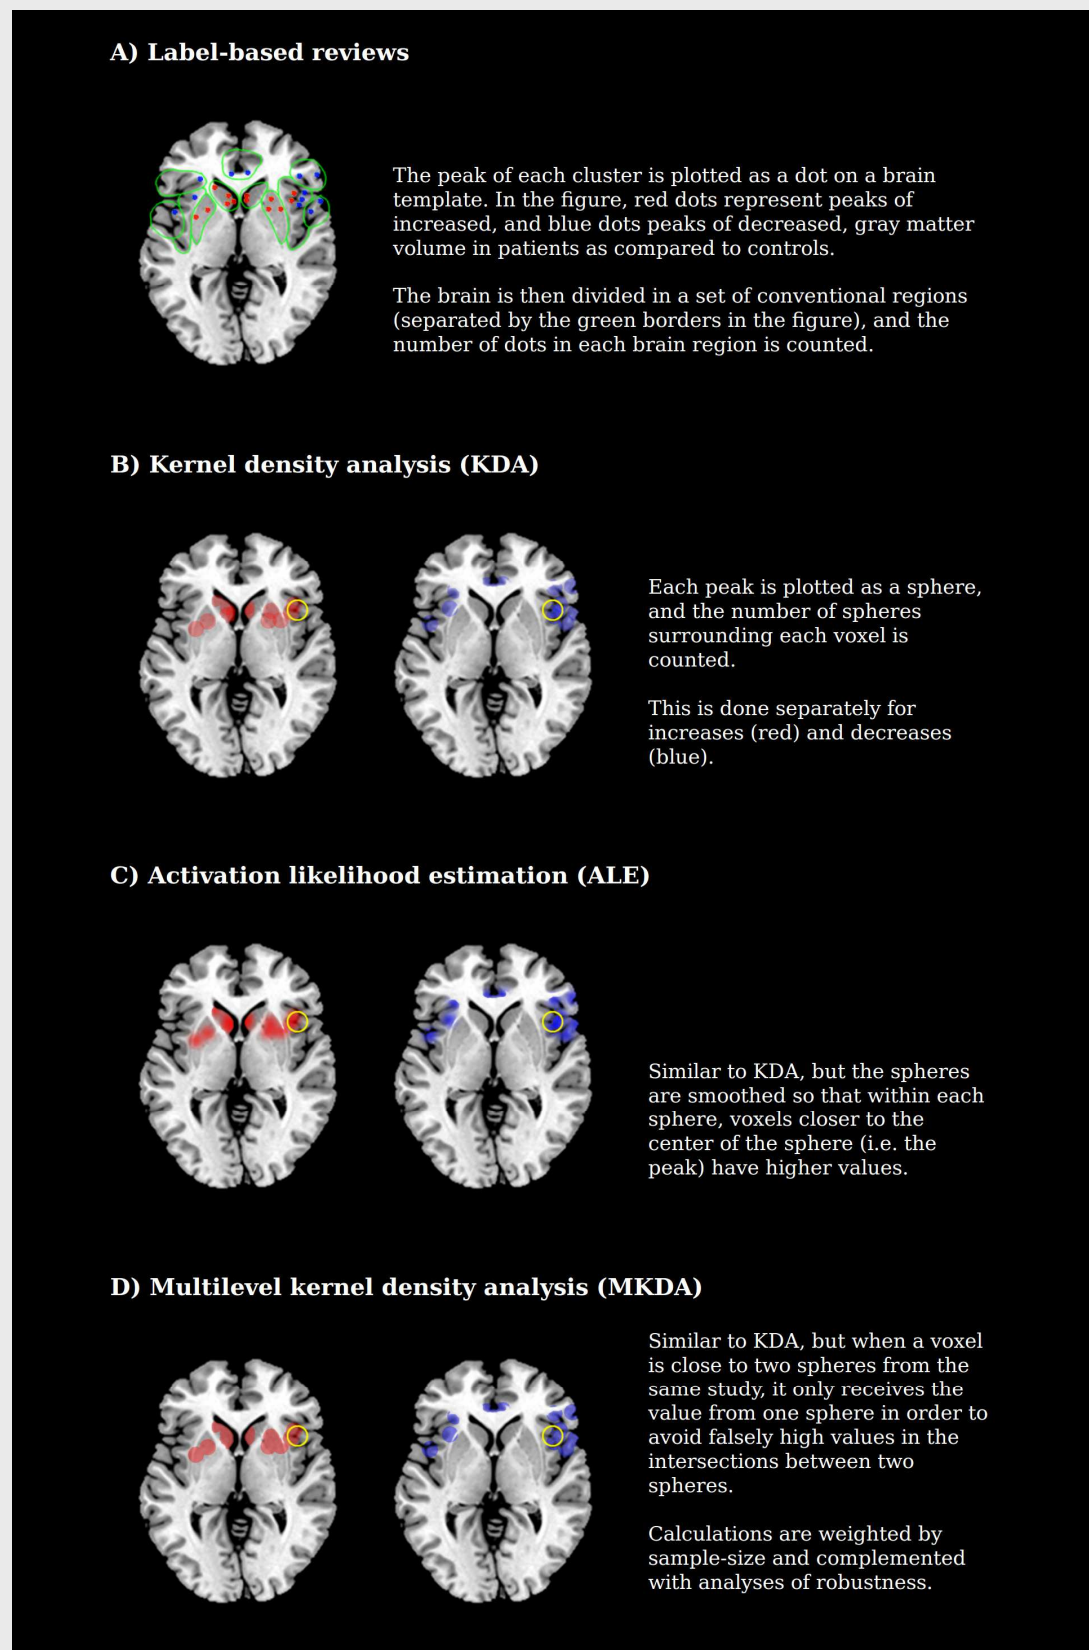 A) Label-based reviews
The peak of each cluster is plotted as a dot on a brain
template. In the figure, red dots represent peaks of
increased, and blue dots peaks of decreased, gray matter
volume in patients as compared to controls.
The brain is then divided in a set of conventional regions
(separated by the green borders in the figure), and the
number of dots in each brain region is counted.
B) Kernel density analysis (KDA)
Each peak is plotted as a sphere,
and the number of spheres
surrounding each voxel is
counted.
This is done separately for
increases (red) and decreases
(blue).
C) Activation likelihood estimation (ALE)
Similar to KDA, but the spheres
are smoothed so that within each
sphere, voxels closer to the
center of the sphere (i.e. the
peak) have higher values.
D) Multilevel kernel density analysis (MKDA)
Similar to KDA, but when a voxel
is close to two spheres from the
same study, it only receives the
value from one sphere in order to
avoid falsely high values in the
intersections between two
spheres.
Calculations are weighted by
sample-size and complemented
with analyses of robustness.